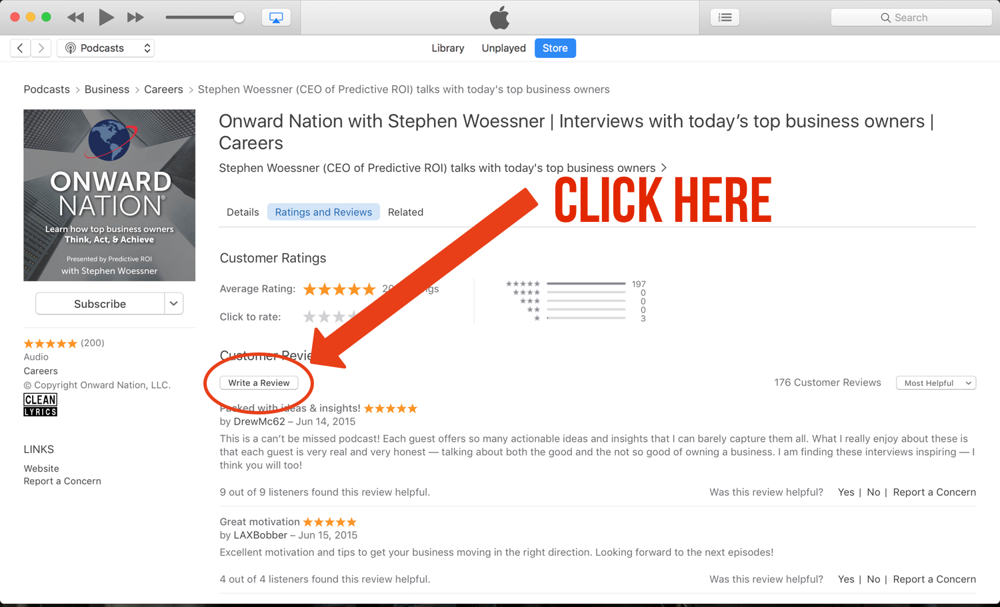 Search
Podcasts
Library Unplayed Store
Podcasts > Business > Careers > Stephen Woessner (CEO of Predictive ROI) talks with today's top business owners
ONWARD
NATION®
Learn how top business owners
Think, Act, & Achieve
Presented by Predictive ROI
with Stephen Woessner
Subscribe
(200)
Audio
Careers
© Copyright Onward Nation, LLC.
CLEAN
LYRICS
LINKS
Website
Report a Concern
Onward Nation with Stephen Woessner | Interviews with today’s top business owners |
Careers
Stephen Woessner (CEO of Predictive ROI) talks with today's top business owners >
CLICK HERE
Details Ratings and Reviews Related
Customer Ratings
Average Rating:
Click to rate:
197
0
0
0
3
Customer
Write a Review
176 Customer Reviews Most Helpful
Packed with ideas & insights!
by DrewMc62 – Jun 14, 2015
This is a can’t be missed podcast! Each guest offers so many actionable ideas and insights that I can barely capture them all. What I really enjoy about these is
that each guest is very real and very honest — talking about both the good and the not so good of owning a business. I am finding these interviews inspiring — I
think you will too!
9 out of 9 listeners found this review helpful. Was this review helpful? Yes | No | Report a Concern
Great motivation
by LAXBobber – Jun 15, 2015
Excellent motivation and tips to get your business moving in the right direction. Looking forward to the next episodes!
4 out of 4 listeners found this review helpful. Was this review helpful? Yes | No | Report a Concern